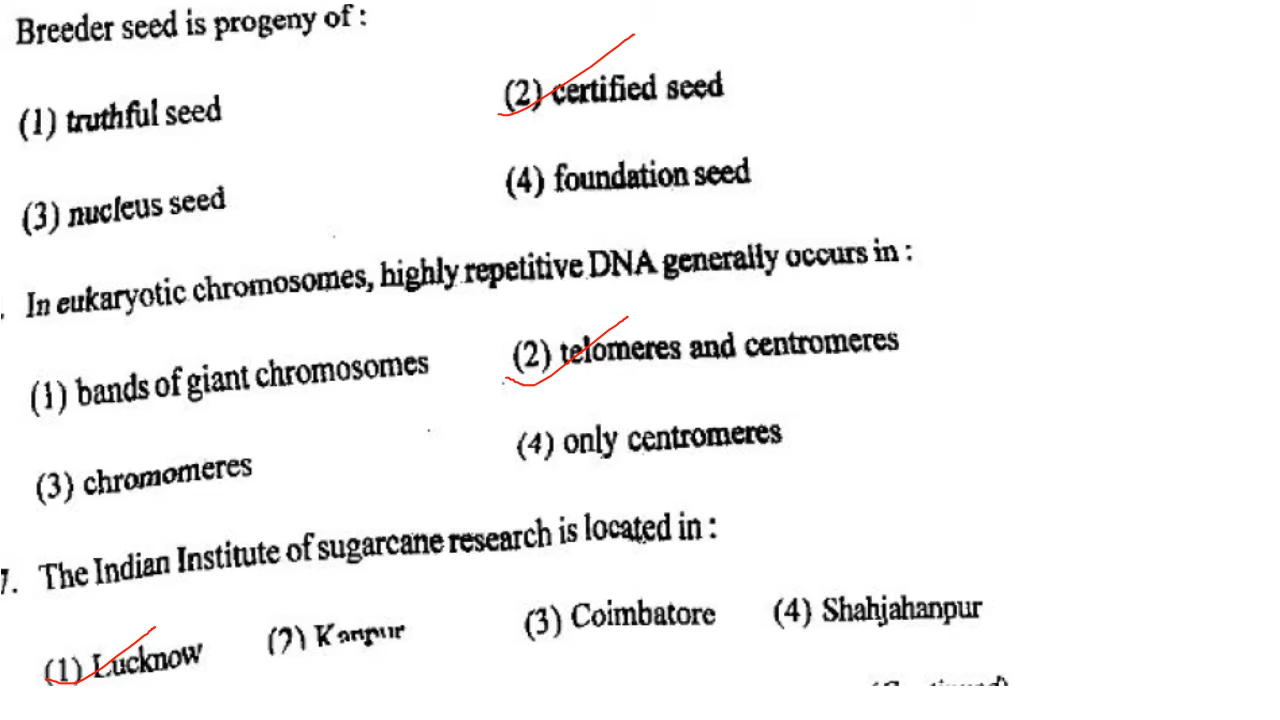 Breeder seed is progeny of :
(1) truthful seed (2) certified seed
(3) nucleus seed (4) foundation seed
. In eukaryotic chromosomes, highly repetitive DNA generally occurs in :
(1) bands of giant chromosomes (2) telomeres and centromeres
(3) chromomeres (4) only centromeres
7. The Indian Institute of sugarcane research is located in :
(1) Lucknow (2) Kanpur (3) Coimbatore (4) Shahjahanpur